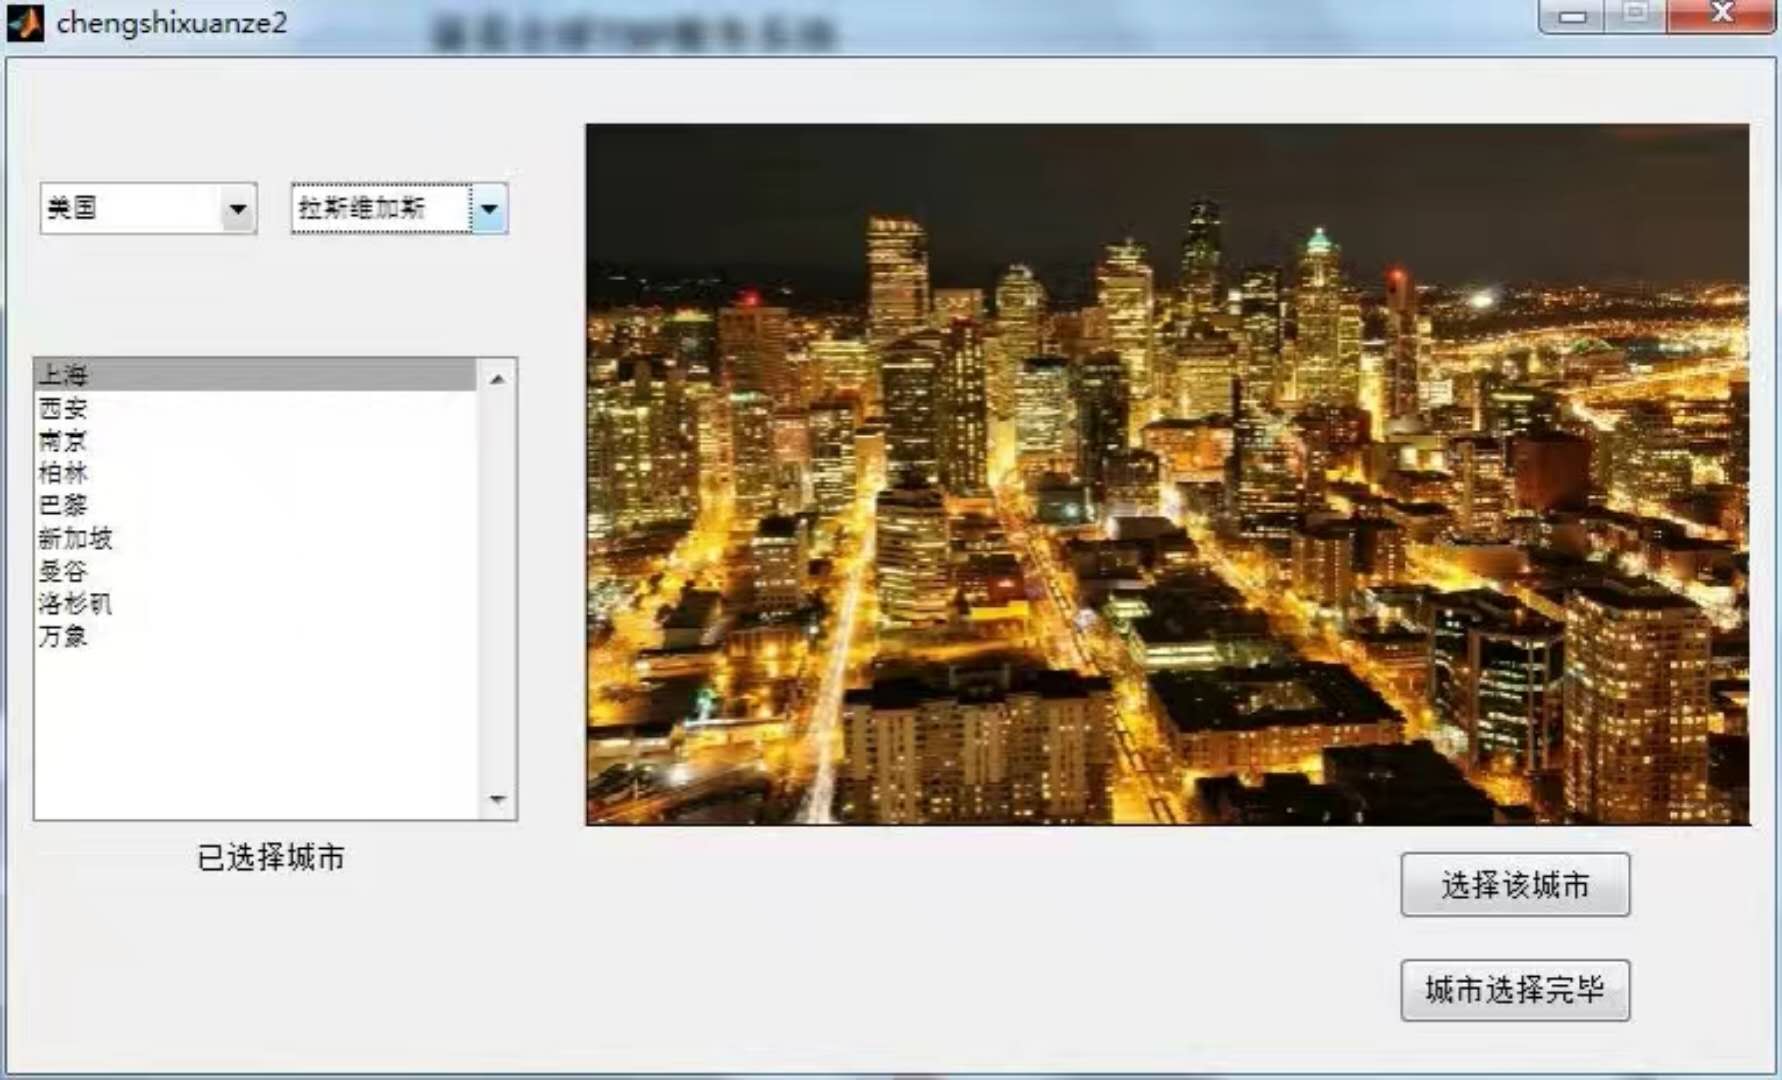 chengshixuanze2
美国
拉斯维加斯
上海
西安
南京
柏林
巴黎
新加坡
曼谷
洛杉矶
万象
已选择城市
选择该城市
城市选择完毕